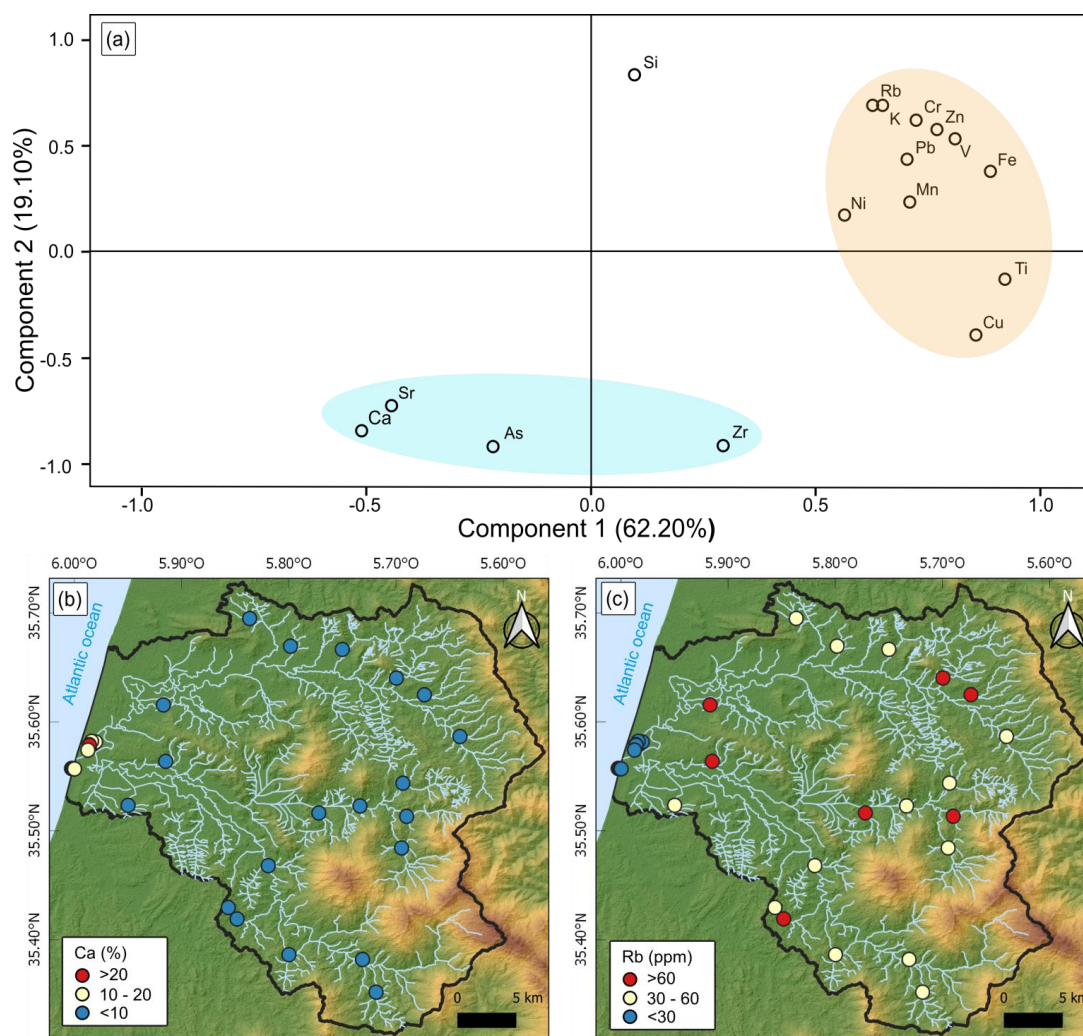 (a)
Component 2 (19.10%)
1.0
0.5
0.0
-0.5
-1.0
Si
Rb
K
Cr
Zn
Pb
V
Fe
Ni
Mn
Ti
Cu
Sr
Ca
As
Zr
-1.0 -0.5 0.0 0.5 1.0
Component 1 (62.20%)
6.00°O 5.90°O 5.80°O 5.70°O 5.60°O
(b)
35.70°N
35.60°N
35.50°N
35.40°N
Atlantic ocean
N
Ca (%)
>20
10 - 20
<10
0 5 km
6.00°O 5.90°O 5.80°O 5.70°O 5.60°O
(c)
35.70°N
35.60°N
35.50°N
35.40°N
Atlantic ocean
N
Rb (ppm)
>60
30 - 60
<30
0 5 km